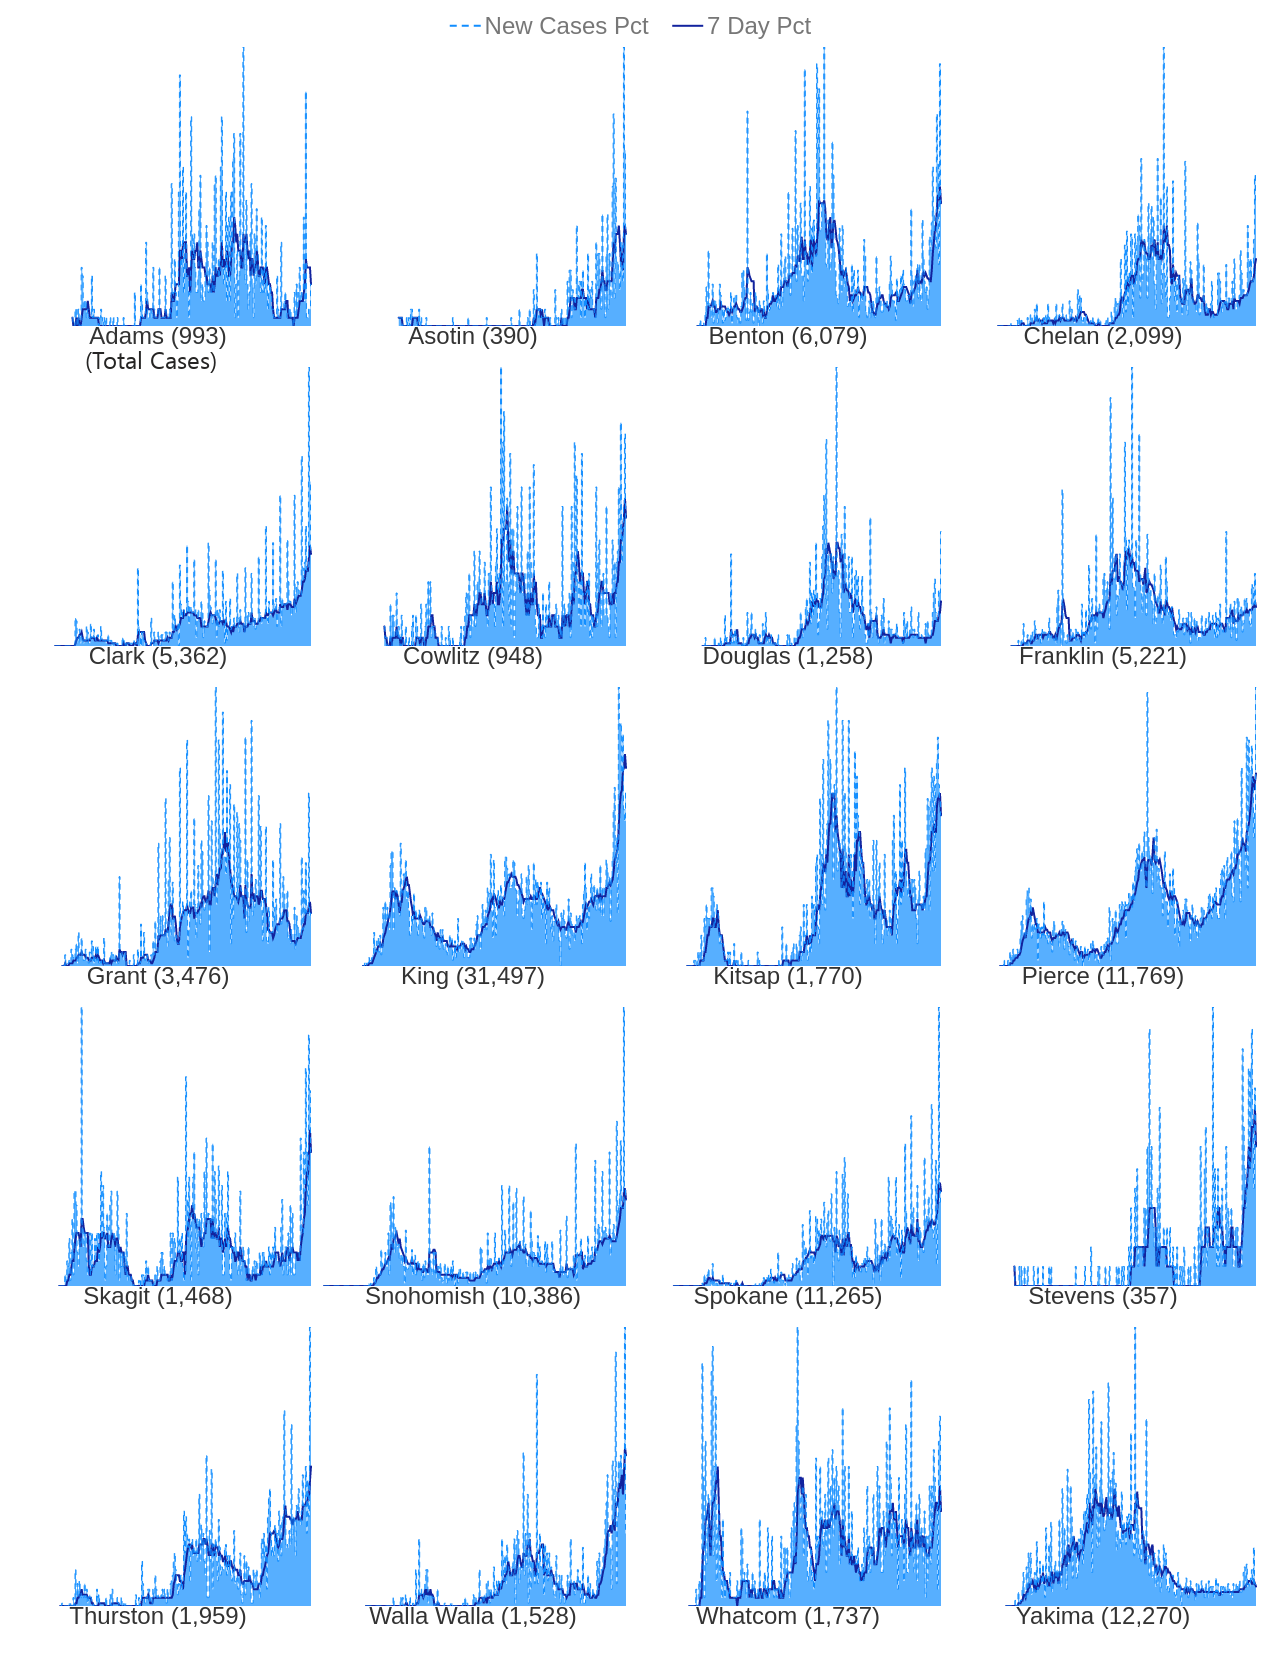 New Cases Pct 7 Day Pct
Adams (993) Asotin (390) Benton (6,079) Chelan (2,099)
(Total Cases)
Clark (5,362) Cowlitz (948) Douglas (1,258) Franklin (5,221)
Grant (3,476) King (31,497) Kitsap (1,770) Pierce (11,769)
Skagit (1,468) Snohomish (10,386) Spokane (11,265) Stevens (357)
Thurston (1,959) Walla Walla (1,528) Whatcom (1,737) Yakima (12,270)